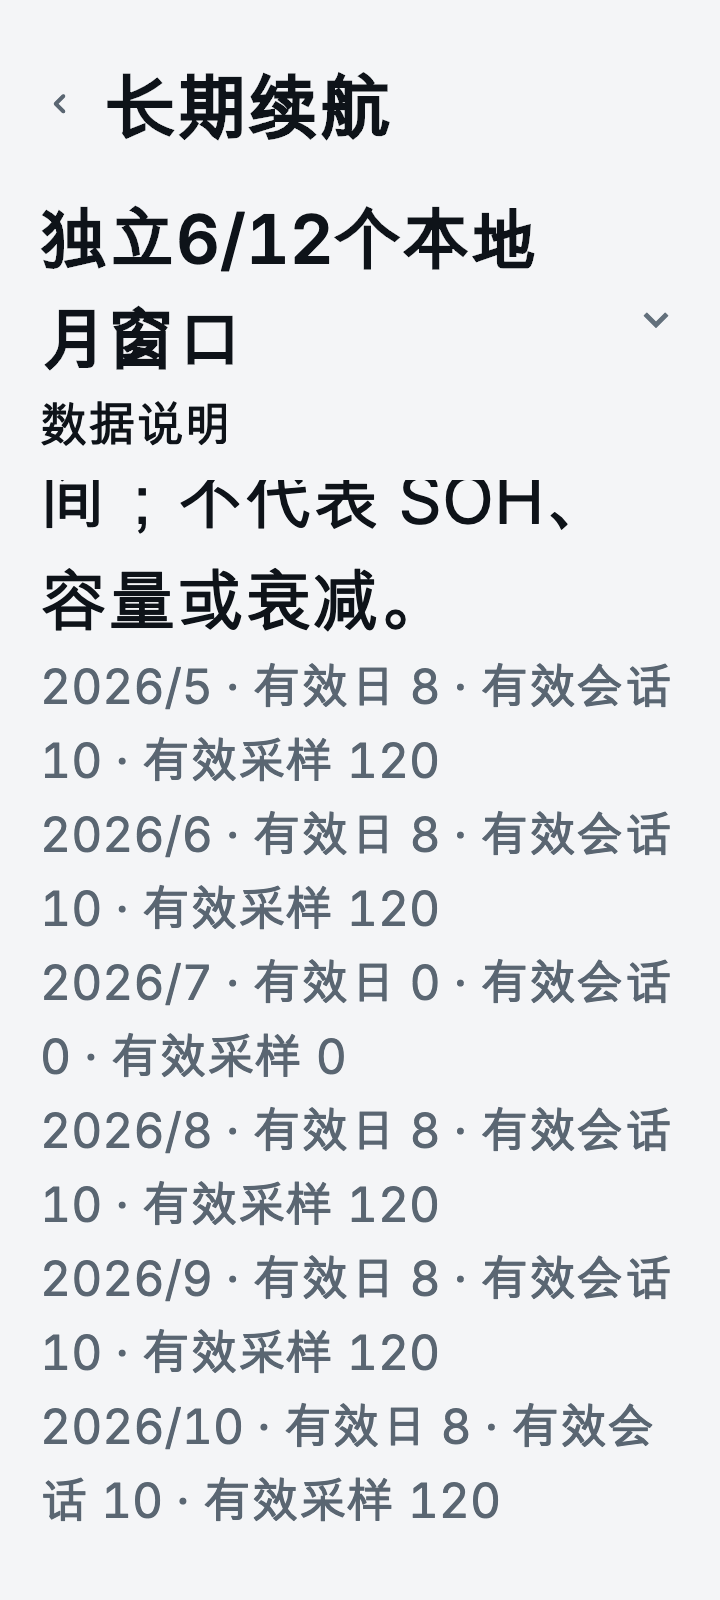 长期续航
独立6/12个本地
月窗口
数据说明
间；不代表 SOH、
容量或衰减。
2026/5 · 有效日 8 · 有效会话
10 · 有效采样 120
2026/6 · 有效日 8 · 有效会话
10 · 有效采样 120
2026/7 · 有效日 0 · 有效会话
0 · 有效采样 0
2026/8 · 有效日 8 · 有效会话
10 · 有效采样 120
2026/9 · 有效日 8 · 有效会话
10 · 有效采样 120
2026/10 · 有效日 8 · 有效会
话 10 · 有效采样 120